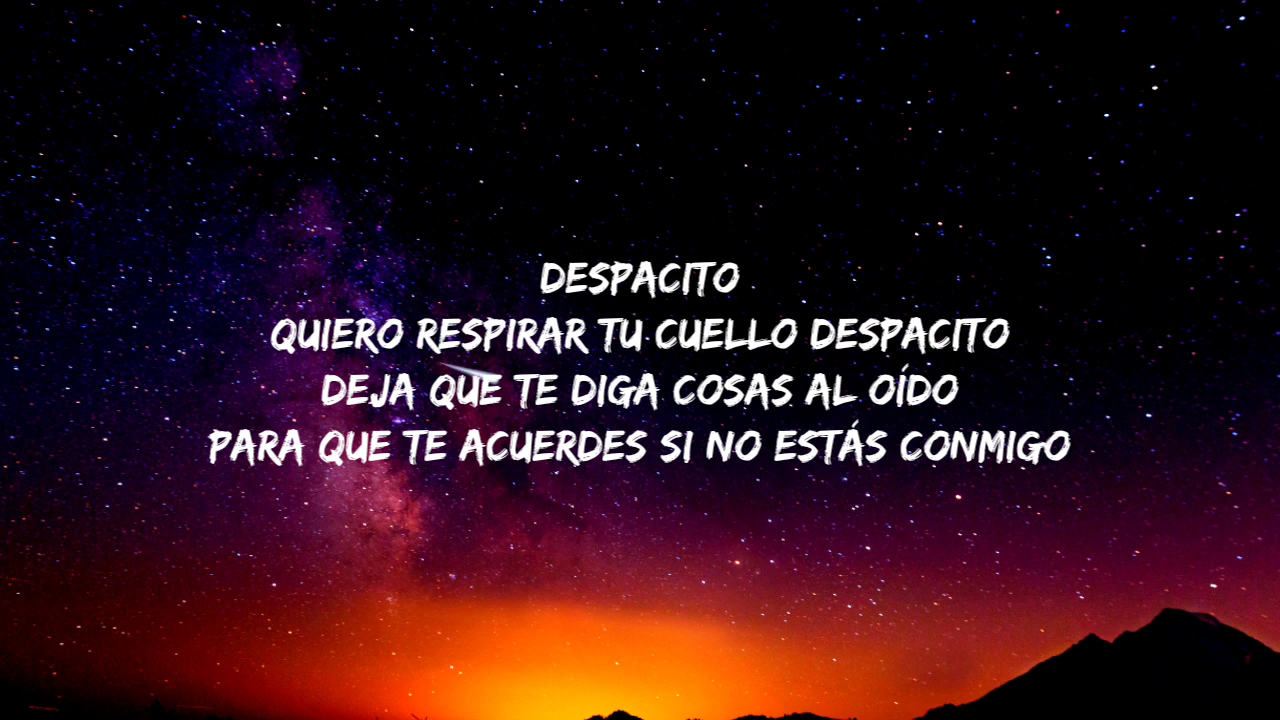 DESPACITO
QUIERO RESPIRAR TU CUELLO DESPACITO
DEJA QUE TE DIGA COSAS AL OÍDO
PARA QUE TE ACUERDES SI NO ESTÁS CONMIGO